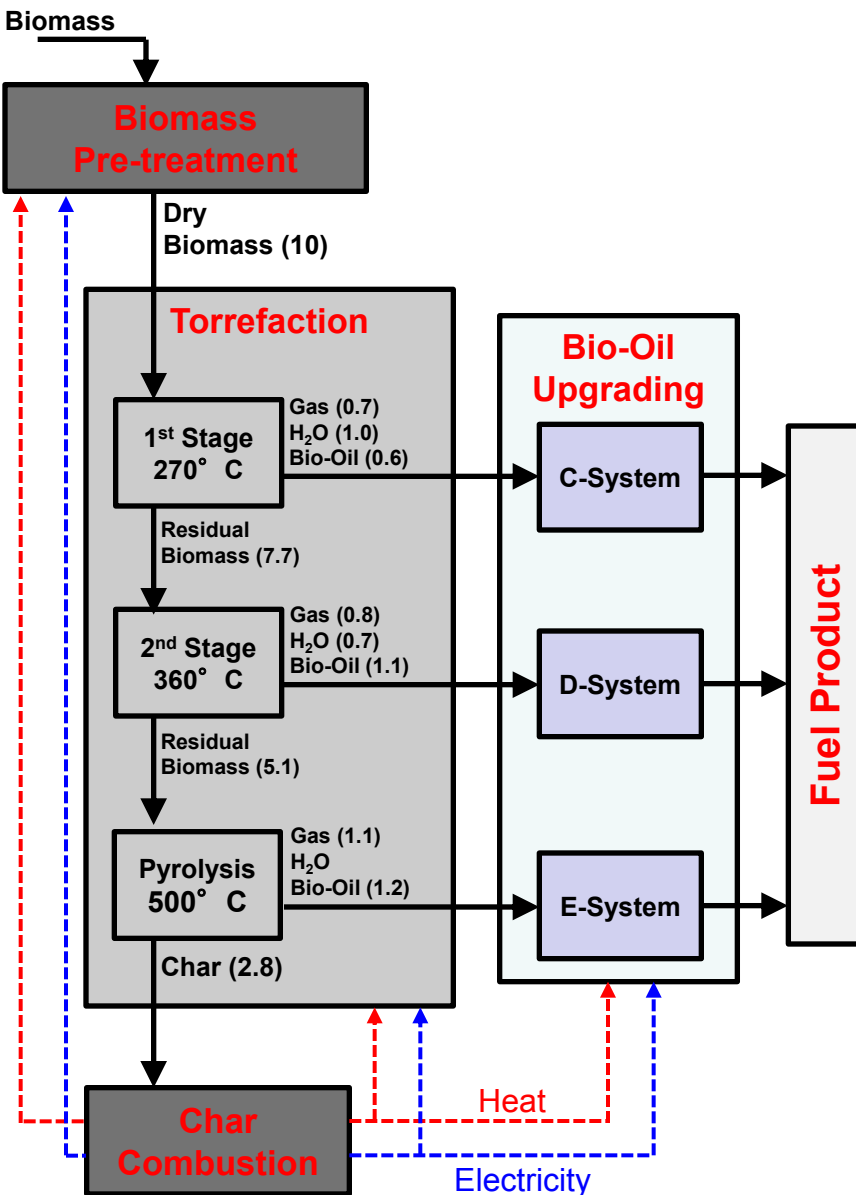 Biomass
Biomass
Pre-treatment
Dry
Biomass (10)
Torrefaction
1st Stage
270° C
Gas (0.7)
H₂O (1.0)
Bio-Oil (0.6)
Residual
Biomass (7.7)
2nd Stage
360° C
Gas (0.8)
H₂O (0.7)
Bio-Oil (1.1)
Residual
Biomass (5.1)
Pyrolysis
500° C
Gas (1.1)
H₂O
Bio-Oil (1.2)
Char (2.8)
Bio-Oil
Upgrading
C-System
D-System
E-System
Fuel Product
Char
Combustion
Heat
Electricity